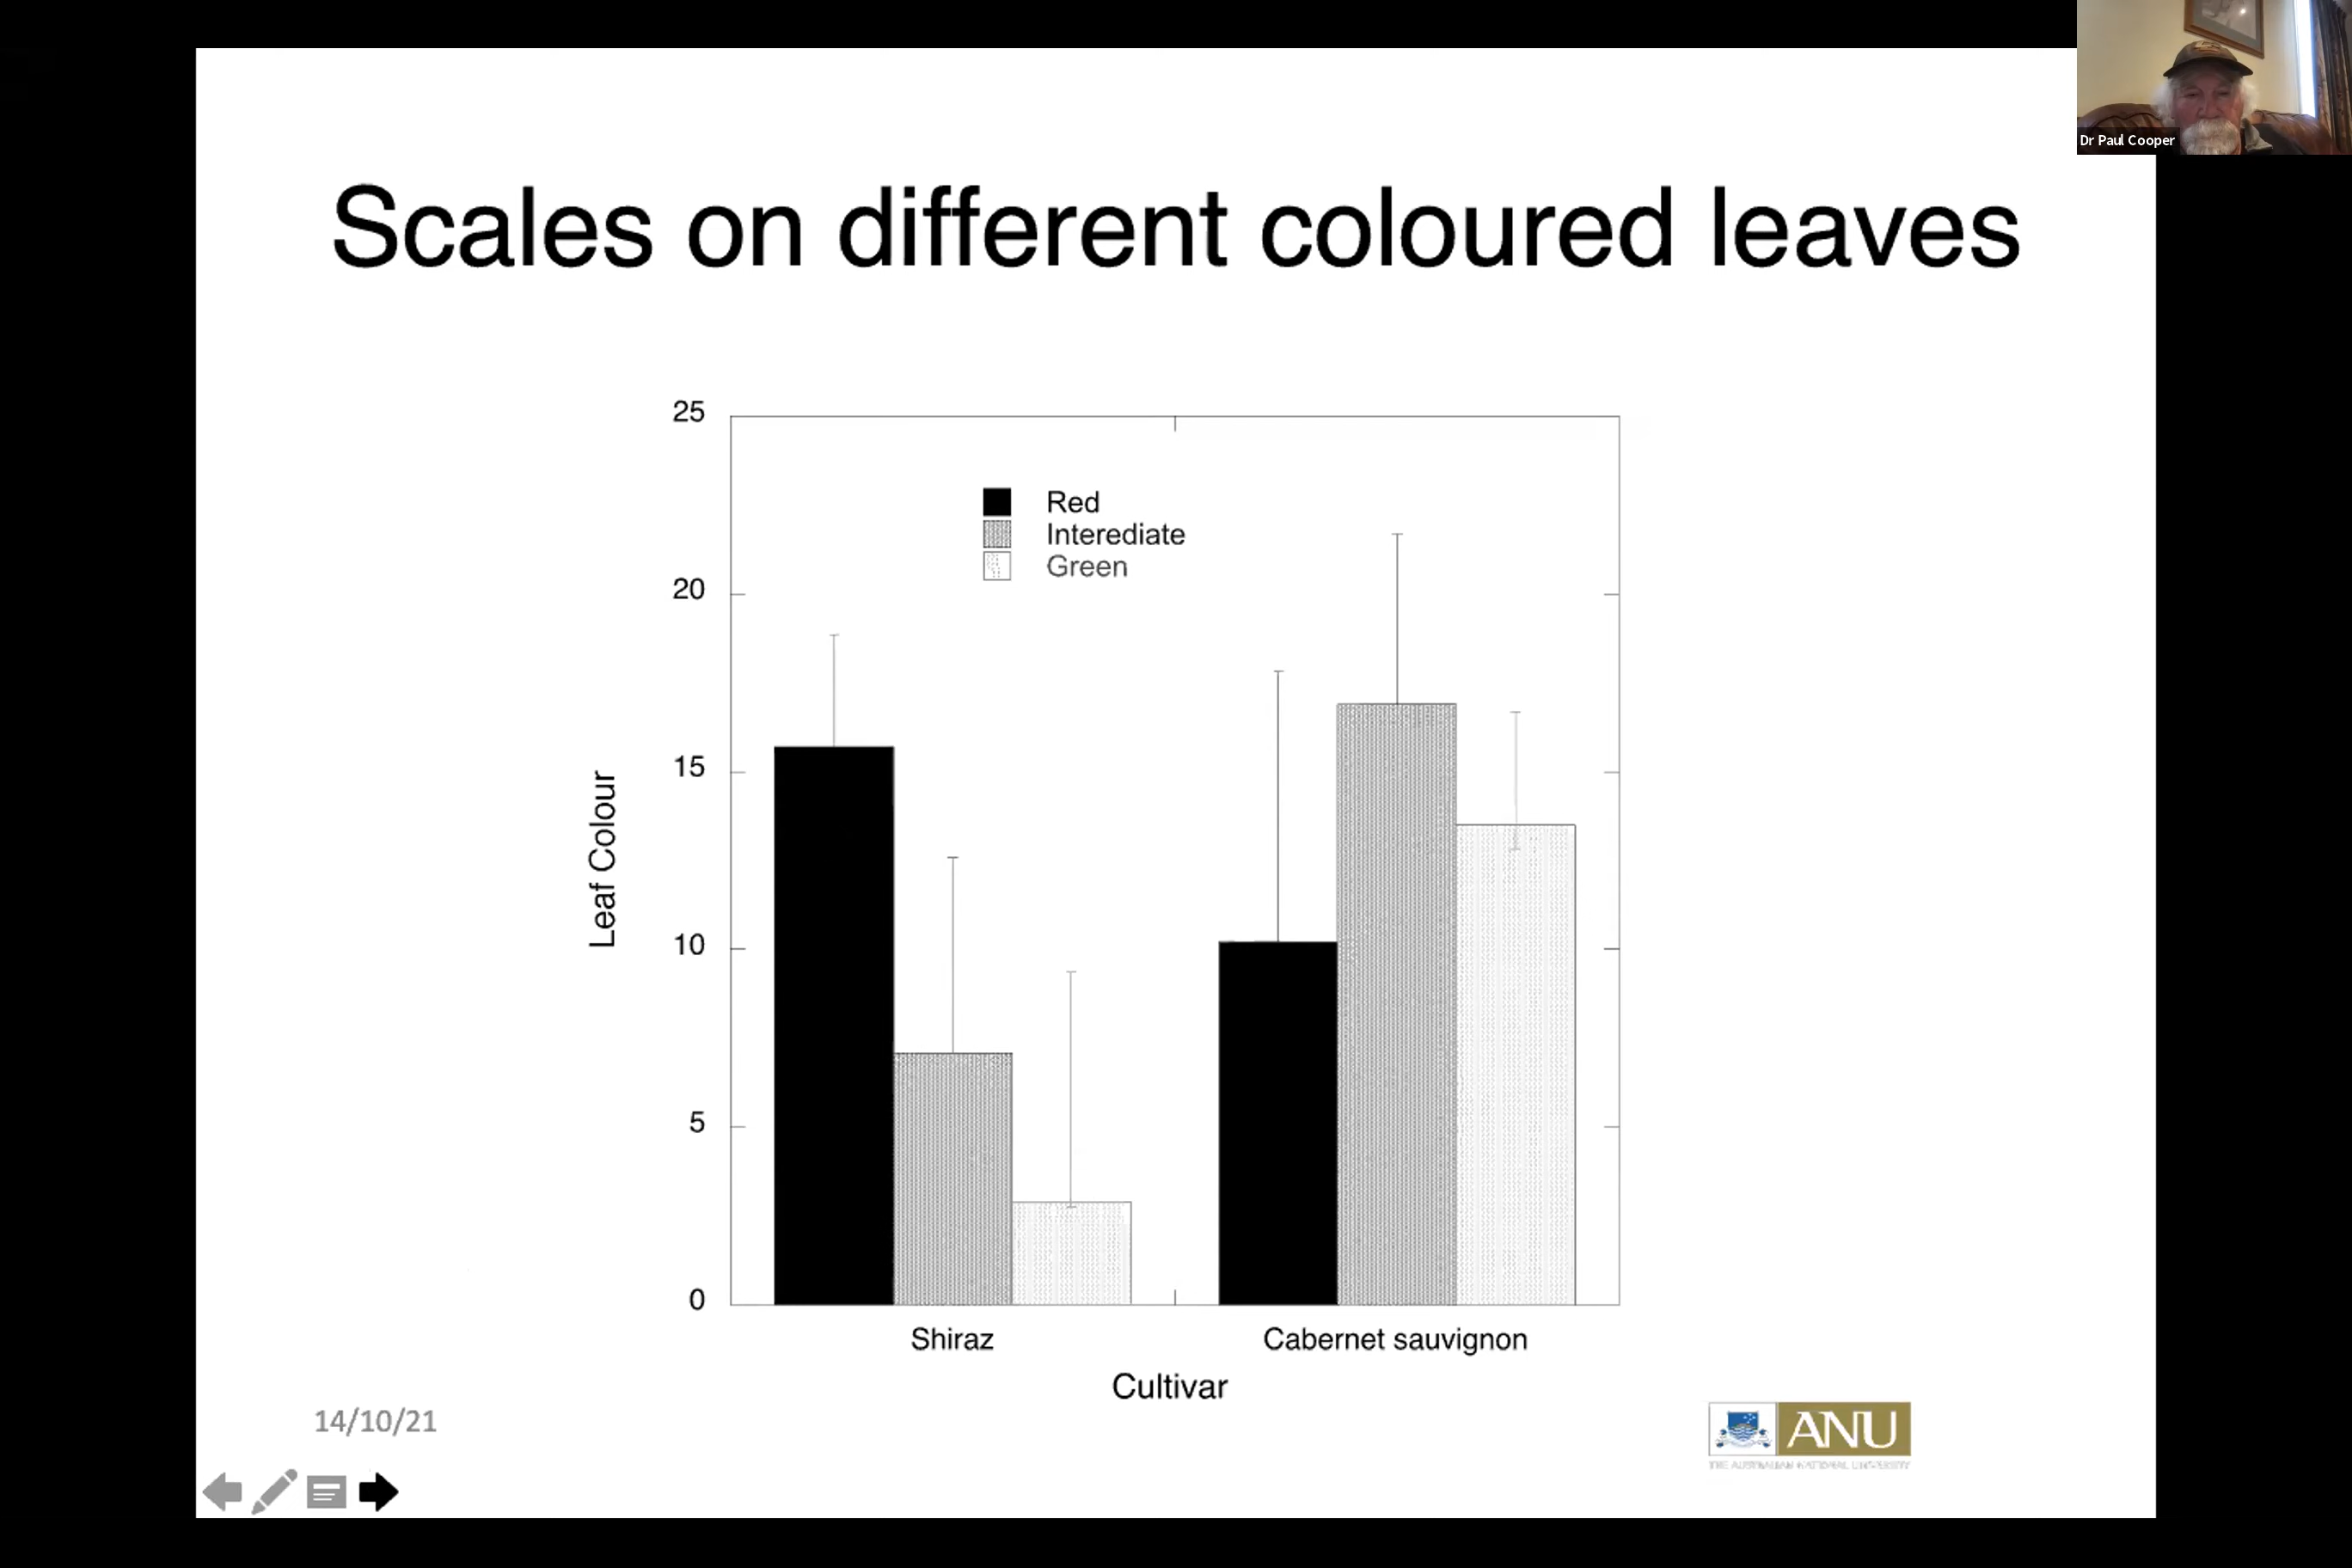 Dr Paul Cooper
Scales on different coloured leaves
25
20
15
10
5
0
Leaf Colour
Red
Interediate
Green
Shiraz
Cabernet sauvignon
Cultivar
14/10/21
ANU
THE AUSTRALIAN NATIONAL UNIVERSITY